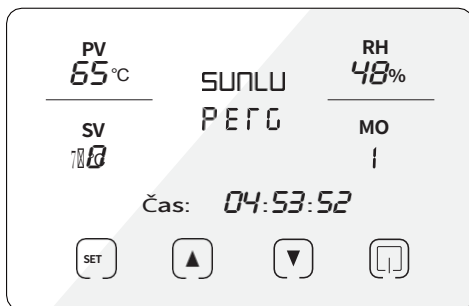 PV
65 °C
SUNLU
PETG
RH
48%
SV
MO
1
Čas: 04:53:52
SET